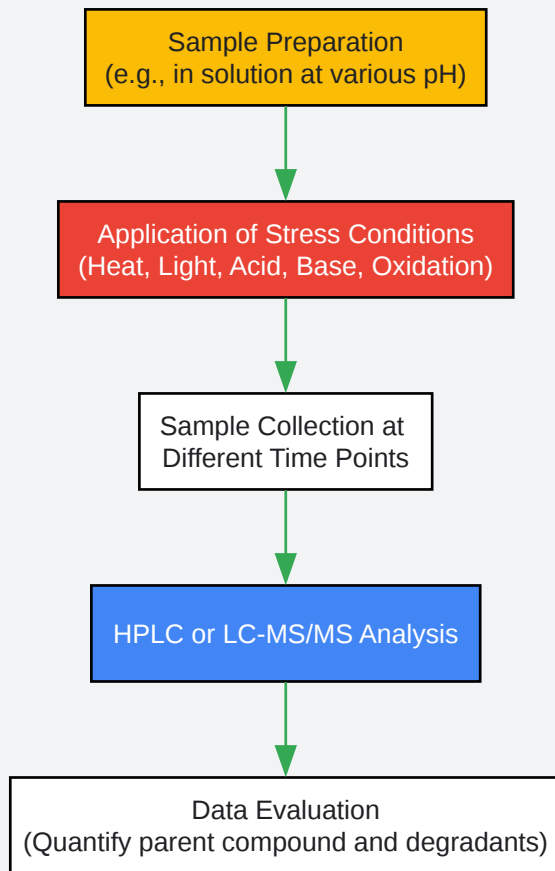 Sample Preparation
(e.g., in solution at various pH)
Application of Stress Conditions
(Heat, Light, Acid, Base, Oxidation)
Sample Collection at
Different Time Points
HPLC or LC-MS/MS Analysis
Data Evaluation
(Quantify parent compound and degradants)